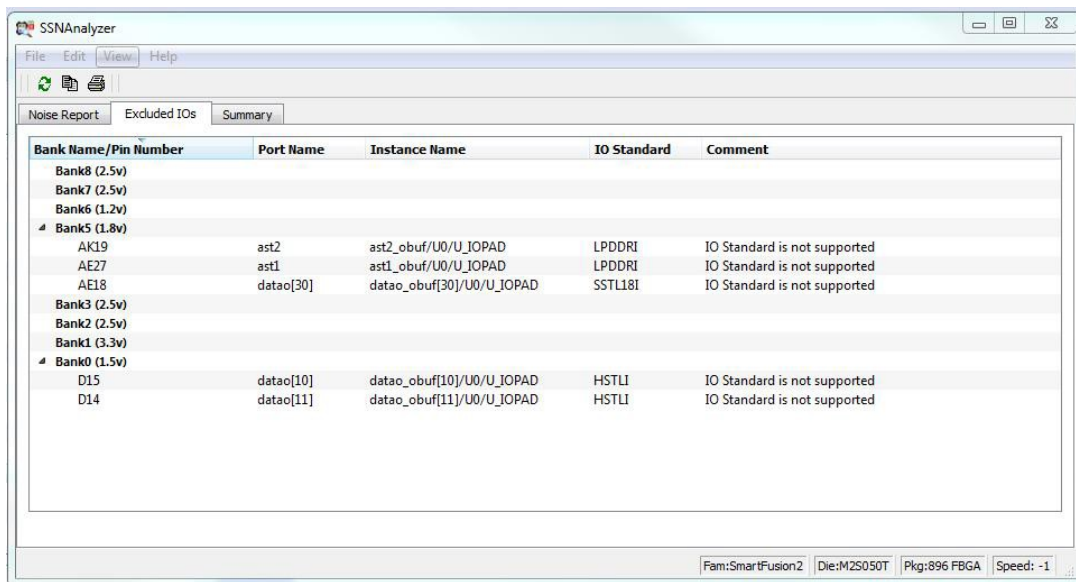 SSNAnalyzer
File Edit View Help
Noise Report Excluded IOs Summary
Bank Name/Pin Number Port Name Instance Name IO Standard Comment
Bank8 (2.5v)
Bank7 (2.5v)
Bank6 (1.2v)
Bank5 (1.8v)
AK19 ast2 ast2_obuf/U0/U_IOPAD LPDDRI IO Standard is not supported
AE27 ast1 ast1_obuf/U0/U_IOPAD LPDDRI IO Standard is not supported
AE18 datao[30] datao_obuf[30]/U0/U_IOPAD SSTL18I IO Standard is not supported
Bank3 (2.5v)
Bank2 (2.5v)
Bank1 (3.3v)
Bank0 (1.5v)
D15 datao[10] datao_obuf[10]/U0/U_IOPAD HSTLI IO Standard is not supported
D14 datao[11] datao_obuf[11]/U0/U_IOPAD HSTLI IO Standard is not supported
Fam:SmartFusion2 Die:M2S050T Pkg:896 FBGA Speed: -1